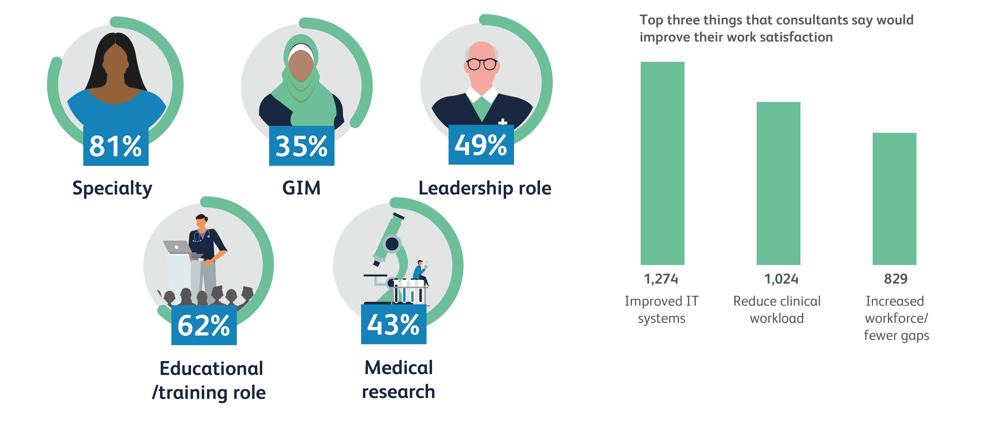 81%
Specialty
35%
GIM
49%
Leadership role
62%
Educational
/training role
43%
Medical
research
Top three things that consultants say would
improve their work satisfaction
1,274
Improved IT
systems
1,024
Reduce clinical
workload
829
Increased
workforce/
fewer gaps